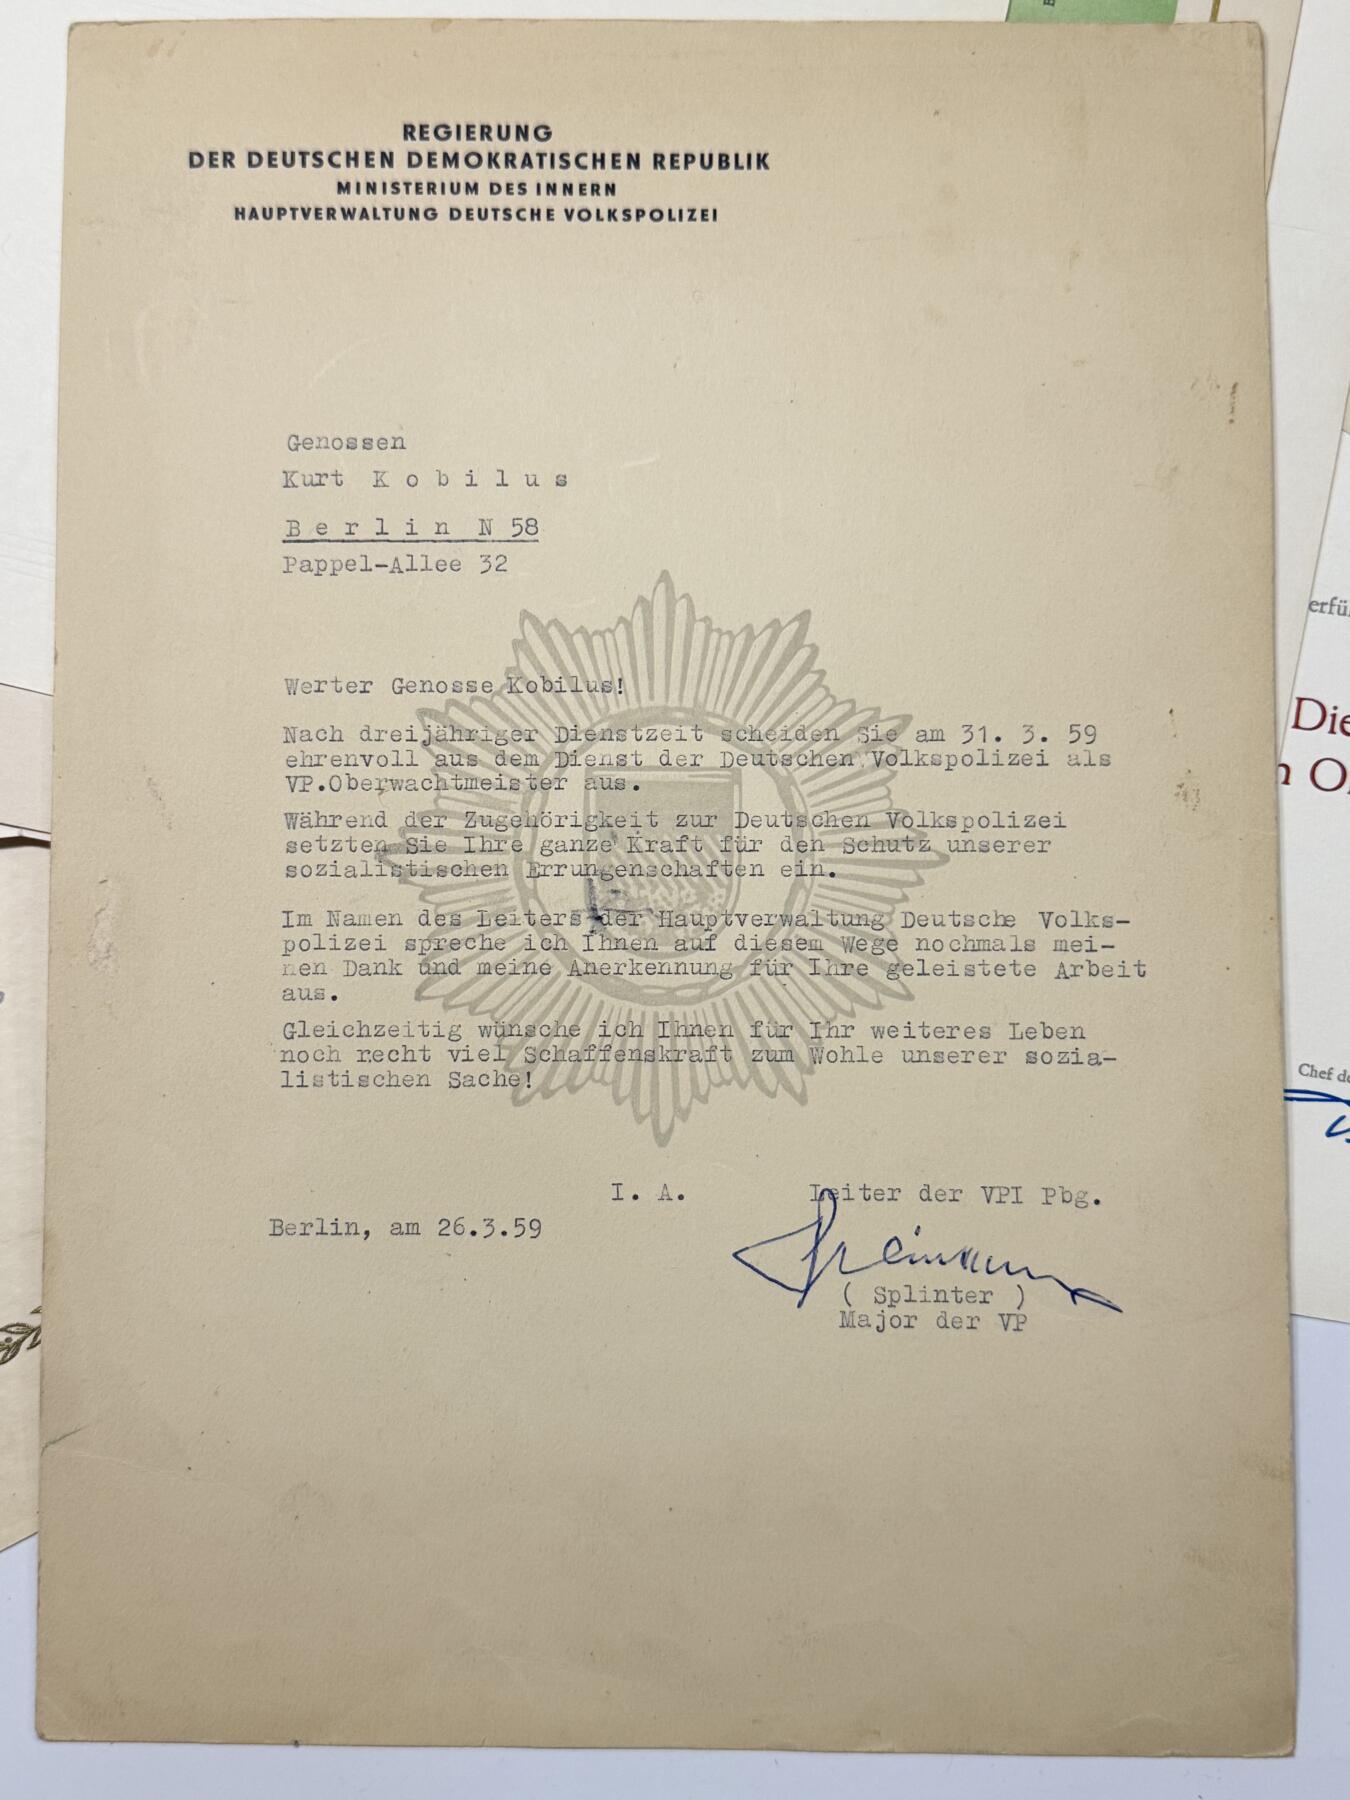 REGIERUNG
DER DEUTSCHEN DEMOKRATISCHEN REPUBLIK
MINISTERIUM DES INNERN
HAUPTVERWALTUNG DEUTSCHE VOLKSPOLIZEI
Genossen
Kurt K o b i l u s
B e r l i n N 58
Pappel-Allee 32
Werter Genosse Kobilus!
Nach dreijähriger Dienstzeit scheiden Sie am 31. 3. 59
ehrenvoll aus dem Dienst der Deutschen Volkspolizei als
VP.Oberwachtmeister aus.
Während der Zugehörigkeit zur Deutschen Volkspolizei
setzten Sie Ihre ganze Kraft für den Schutz unserer
sozialistischen Errungenschaften ein.
Im Namen des Leiters der Hauptverwaltung Deutsche Volks-
polizei spreche ich Ihnen auf diesem Wege nochmals mei-
nen Dank und meine Anerkennung für Ihre geleistete Arbeit
aus.
Gleichzeitig wünsche ich Ihnen für Ihr weiteres Leben
noch recht viel Schaffenskraft zum Wohle unserer sozia-
listischen Sache!
I. A. Leiter der VPI Pbg.
Berlin, am 26.3.59
( Splinter )
Major der VP
erfü
Die
n O
Chef de